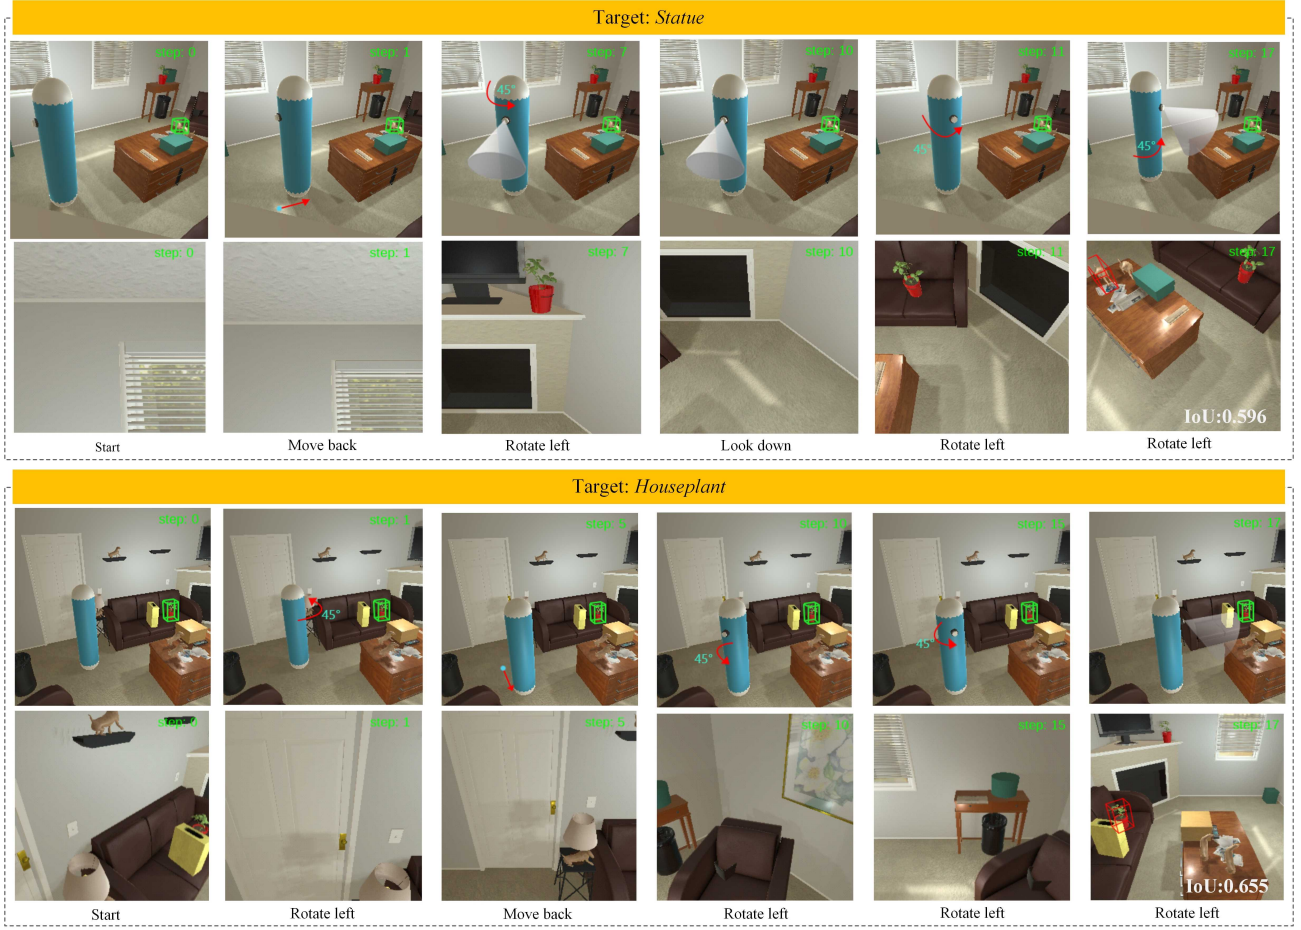 Target: Statue
step: 0
step: 1
step: 7
step: 10
step: 11
step: 17
45°
45°
45°
step: 0
step: 1
step: 7
step: 10
step: 11
step: 17
IoU:0.596
Start
Move back
Rotate left
Look down
Rotate left
Rotate left
Target: Houseplant
step: 0
step: 1
step: 5
step: 10
step: 15
step: 17
45°
45°
45°
step: 0
step: 1
step: 5
step: 10
step: 15
step: 17
IoU:0.655
Start
Rotate left
Move back
Rotate left
Rotate left
Rotate left